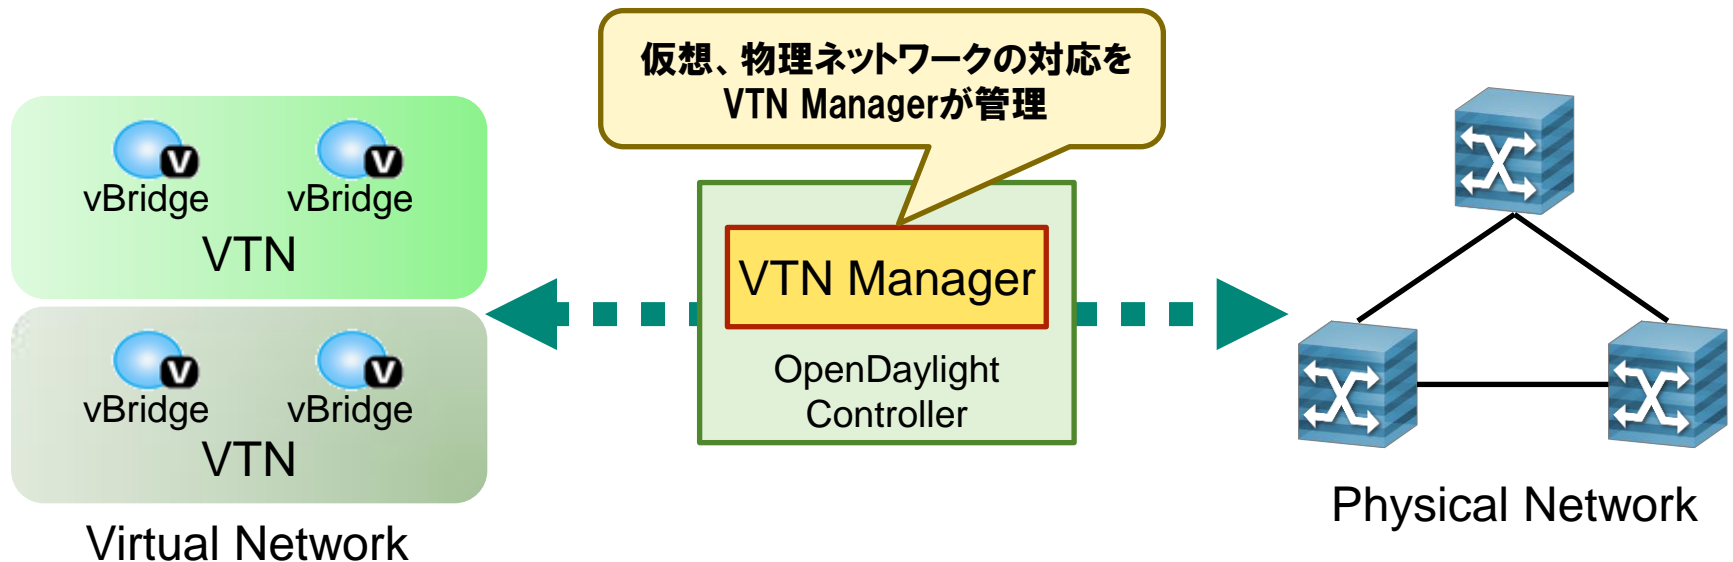 仮想、物理ネットワークの対応を
VTN Managerが管理
V
V
vBridge
vBridge
VTN
V
V
vBridge
vBridge
VTN
Virtual Network
VTN Manager
OpenDaylight
Controller
Physical Network